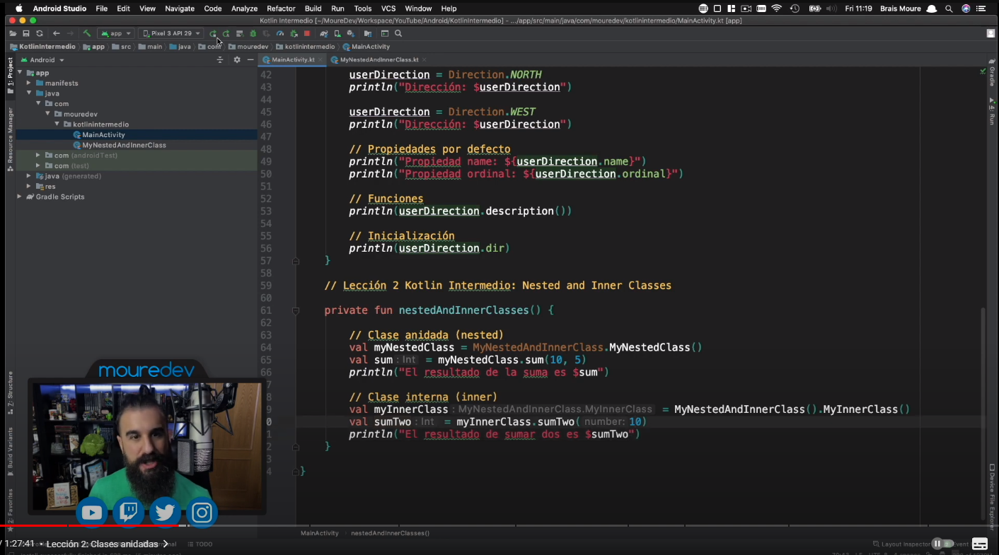 Android Studio File Edit View Navigate Code Analyze Refactor Build Run Tools VCS Window Help Fri 11:19 Brais Moure
Kotlin Intermedio [~/MoureDev/Workspace/YouTube/Android/KotlinIntermedio] - .../app/src/main/java/com/mouredev/kotlinintermedio/MainActivity.kt [app]
app Pixel 3 API 29
KotlinIntermedio app src main java com mouredev kotlinintermedio MainActivity
Android MainActivity.kt MyNestedAndInnerClass.kt
1: Project
Resource Manager
Z: Structure
Build Variants
2: Favorites
app
manifests
java
com
mouredev
kotlinintermedio
MainActivity
MyNestedAndInnerClass
com (androidTest)
com (test)
java (generated)
res
Gradle Scripts
42 userDirection = Direction.NORTH
43 println("Dirección: $userDirection")
44
45 userDirection = Direction.WEST
46 println("Dirección: $userDirection")
47
48 // Propiedades por defecto
49 println("Propiedad name: ${userDirection.name}")
50 println("Propiedad ordinal: ${userDirection.ordinal}")
51
52 // Funciones
53 println(userDirection.description())
54
55 // Inicialización
56 println(userDirection.dir)
57 }
58
59 // Lección 2 Kotlin Intermedio: Nested and Inner Classes
60
61 private fun nestedAndInnerClasses() {
62
63 // Clase anidada (nested)
64 val myNestedClass = MyNestedAndInnerClass.MyNestedClass()
65 val sum : Int = myNestedClass.sum(10, 5)
66 println("El resultado de la suma es $sum")
7
8 // Clase interna (inner)
9 val myInnerClass : MyNestedAndInnerClass.MyInnerClass = MyNestedAndInnerClass().MyInnerClass()
0 val sumTwo : Int = myInnerClass.sumTwo( number: 10)
1 println("El resultado de sumar dos es $sumTwo")
2 }
3
4 }
Gradle
4: Run
Device File Explorer
mouredev
MainActivity nestedAndInnerClasses()
/ 1:27:41 • Lección 2: Clases anidadas
TODO
Layout Inspector
Event